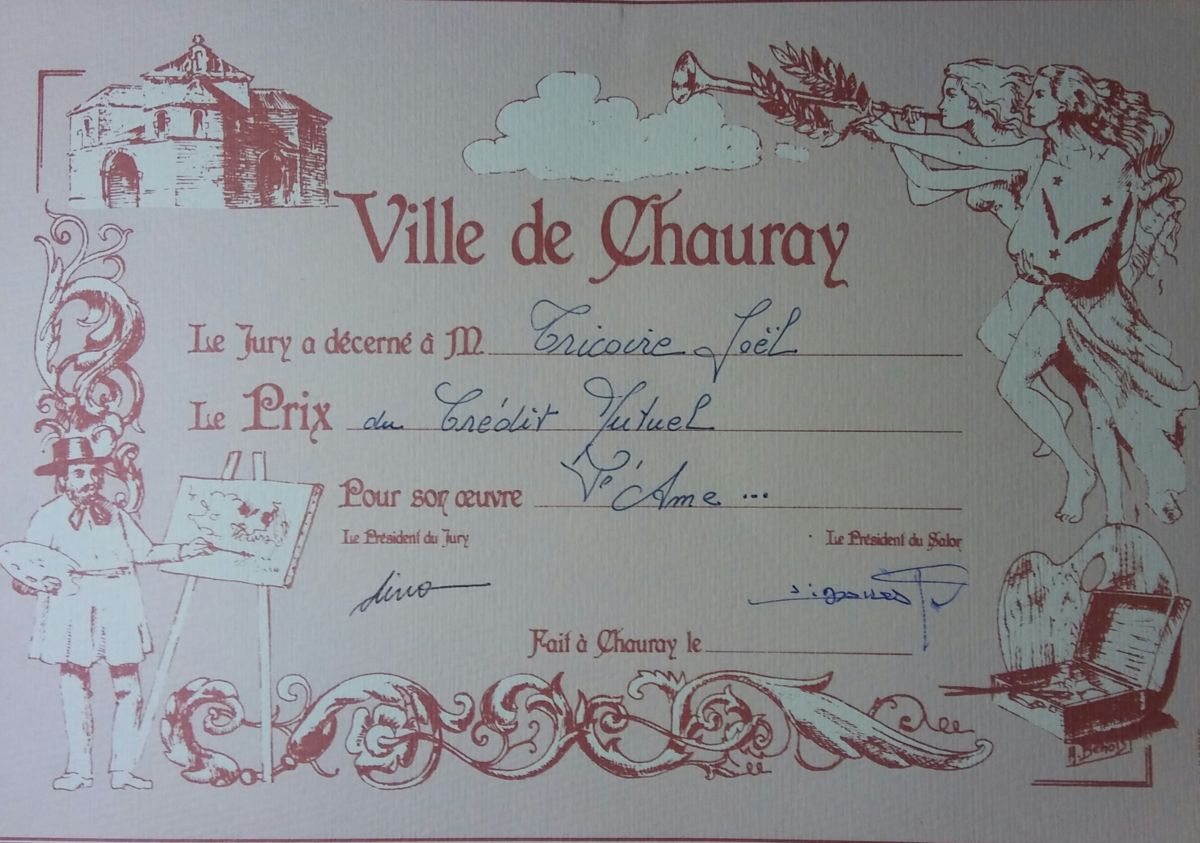 Ville de Chauray
Le Jury a décerné à M. Tricoire Joël
Le Prix du Crédit Mutuel
Pour son œuvre L'Ame ...
Le Président du Jury Le Président du Salon
Fait à Chauray le